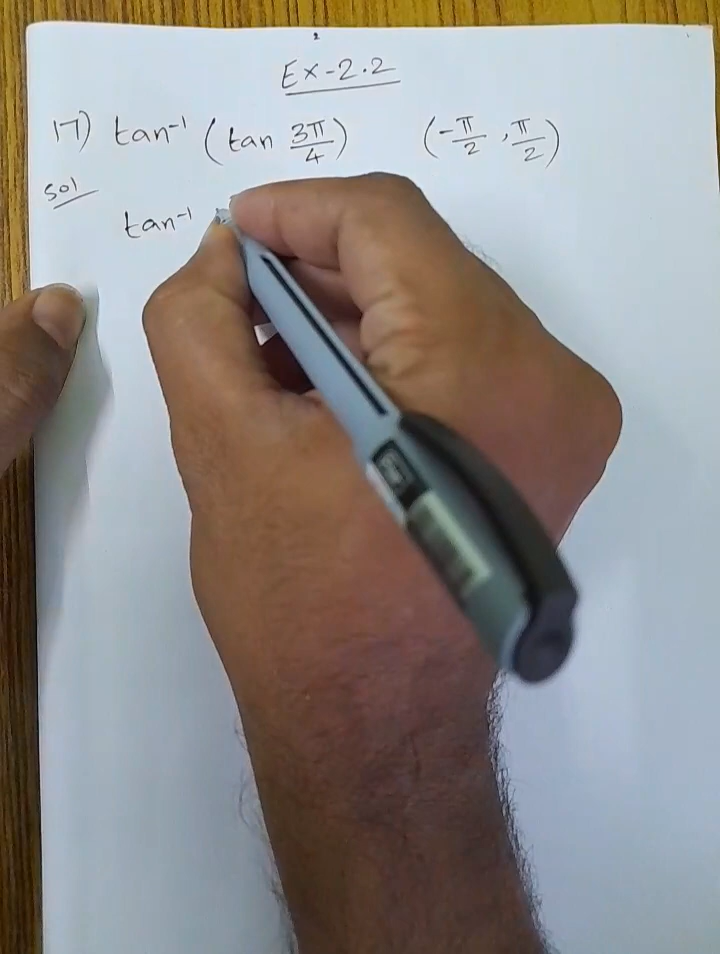 Ex-2.2
17) tan⁻¹ (tan 3π/4) (-π/2, π/2)
sol
tan⁻¹